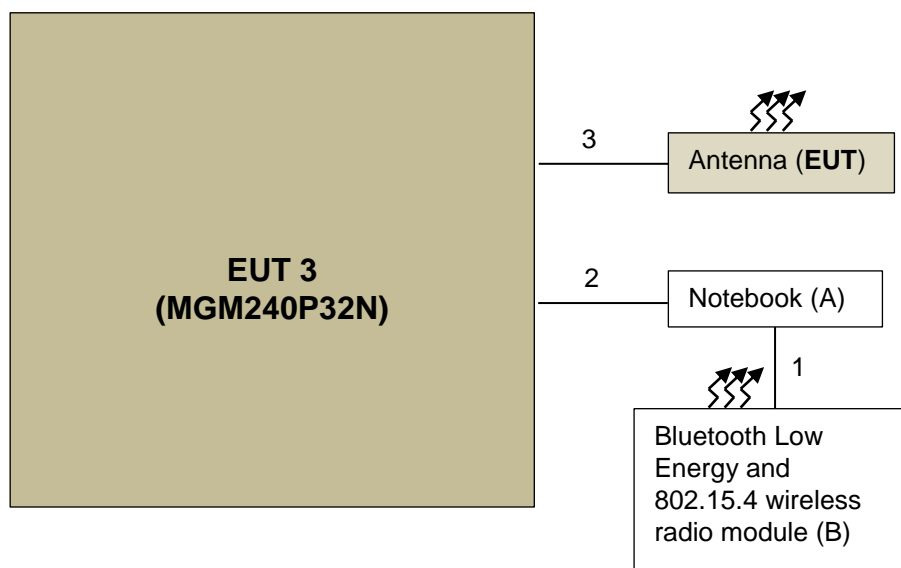 3
Antenna (EUT)
EUT 3
(MGM240P32N)
2
Notebook (A)
1
Bluetooth Low
Energy and
802.15.4 wireless
radio module (B)